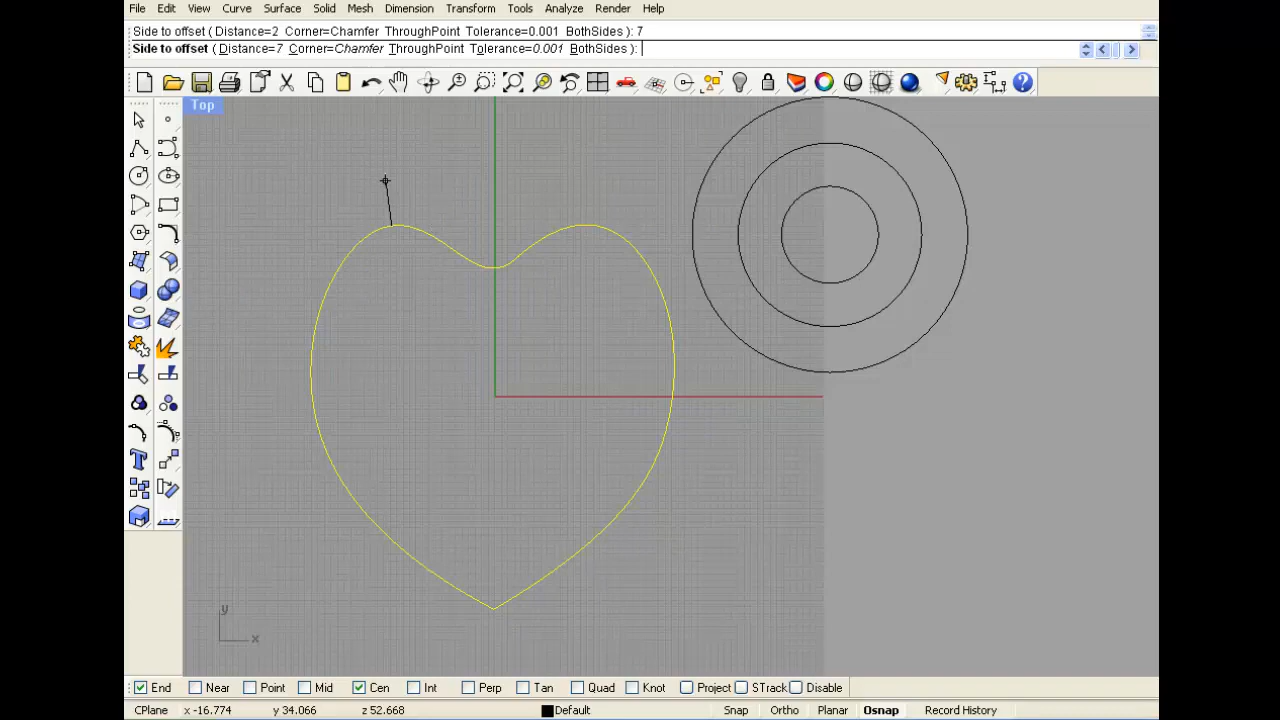 File Edit View Curve Surface Solid Mesh Dimension Transform Tools Analyze Render Help
Side to offset ( Distance=2 Corner=Chamfer ThroughPoint Tolerance=0.001 BothSides ): 7
Side to offset ( Distance=7 Corner=Chamfer ThroughPoint Tolerance=0.001 BothSides ):
Top
y
x
End Near Point Mid Cen Int Perp Tan Quad Knot Project STrack Disable
CPlane x -16.774 y 34.066 z 52.668 Default Snap Ortho Planar Osnap Record History